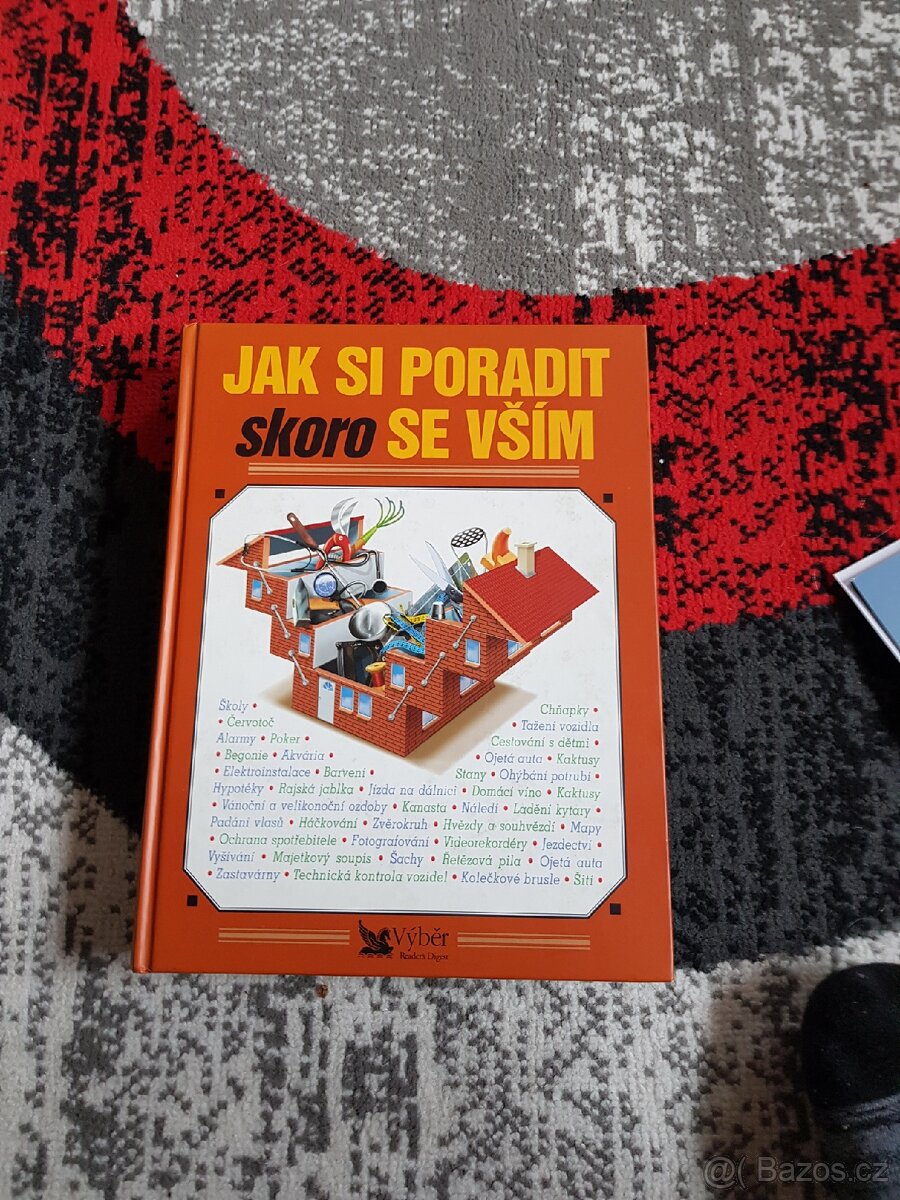 JAK SI PORADIT
skoro SE VŠÍM
Školy • Chňapky •
• Červotoč • Tažení vozidla
Alarmy • Poker • Cestování s dětmi •
• Begonie • Akvária • • Ojetá auta • Kaktusy
• Elektroinstalace • Barvení • Stany • Ohýbání potrubí •
Hypotéky • Rajská jablka • Jízda na dálnici • Domácí víno • Kaktusy
• Vánoční a velikonoční ozdoby • Kanasta • Náledí • Ladění kytary •
Padání vlasů • Háčkování • Zvěrokruh • Hvězdy a souhvězdí • Mapy
• Ochrana spotřebitele • Fotografování • Videorekordéry • Jezdectví •
Vyšívání • Majetkový soupis • Šachy • Řetězová pila • Ojetá auta
• Zastavárny • Technická kontrola vozidel • Kolečkové brusle • Šití •
Výběr
Reader's Digest
@( Bazos.cz